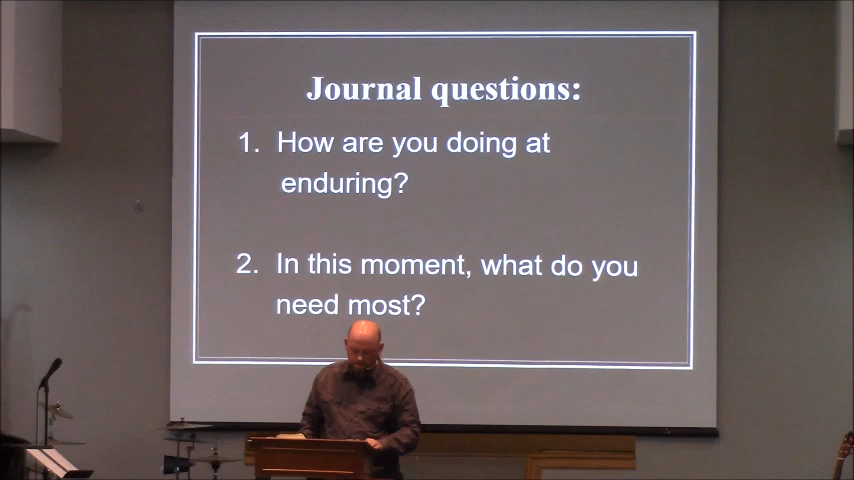 Journal questions:
1. How are you doing at
enduring?
2. In this moment, what do you
need most?